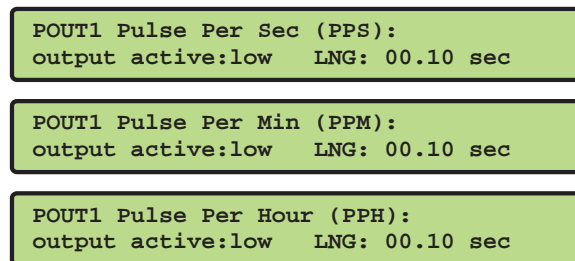 POUT1 Pulse Per Sec (PPS):
output active:low LNG: 00.10 sec
POUT1 Pulse Per Min (PPM):
output active:low LNG: 00.10 sec
POUT1 Pulse Per Hour (PPH):
output active:low LNG: 00.10 sec